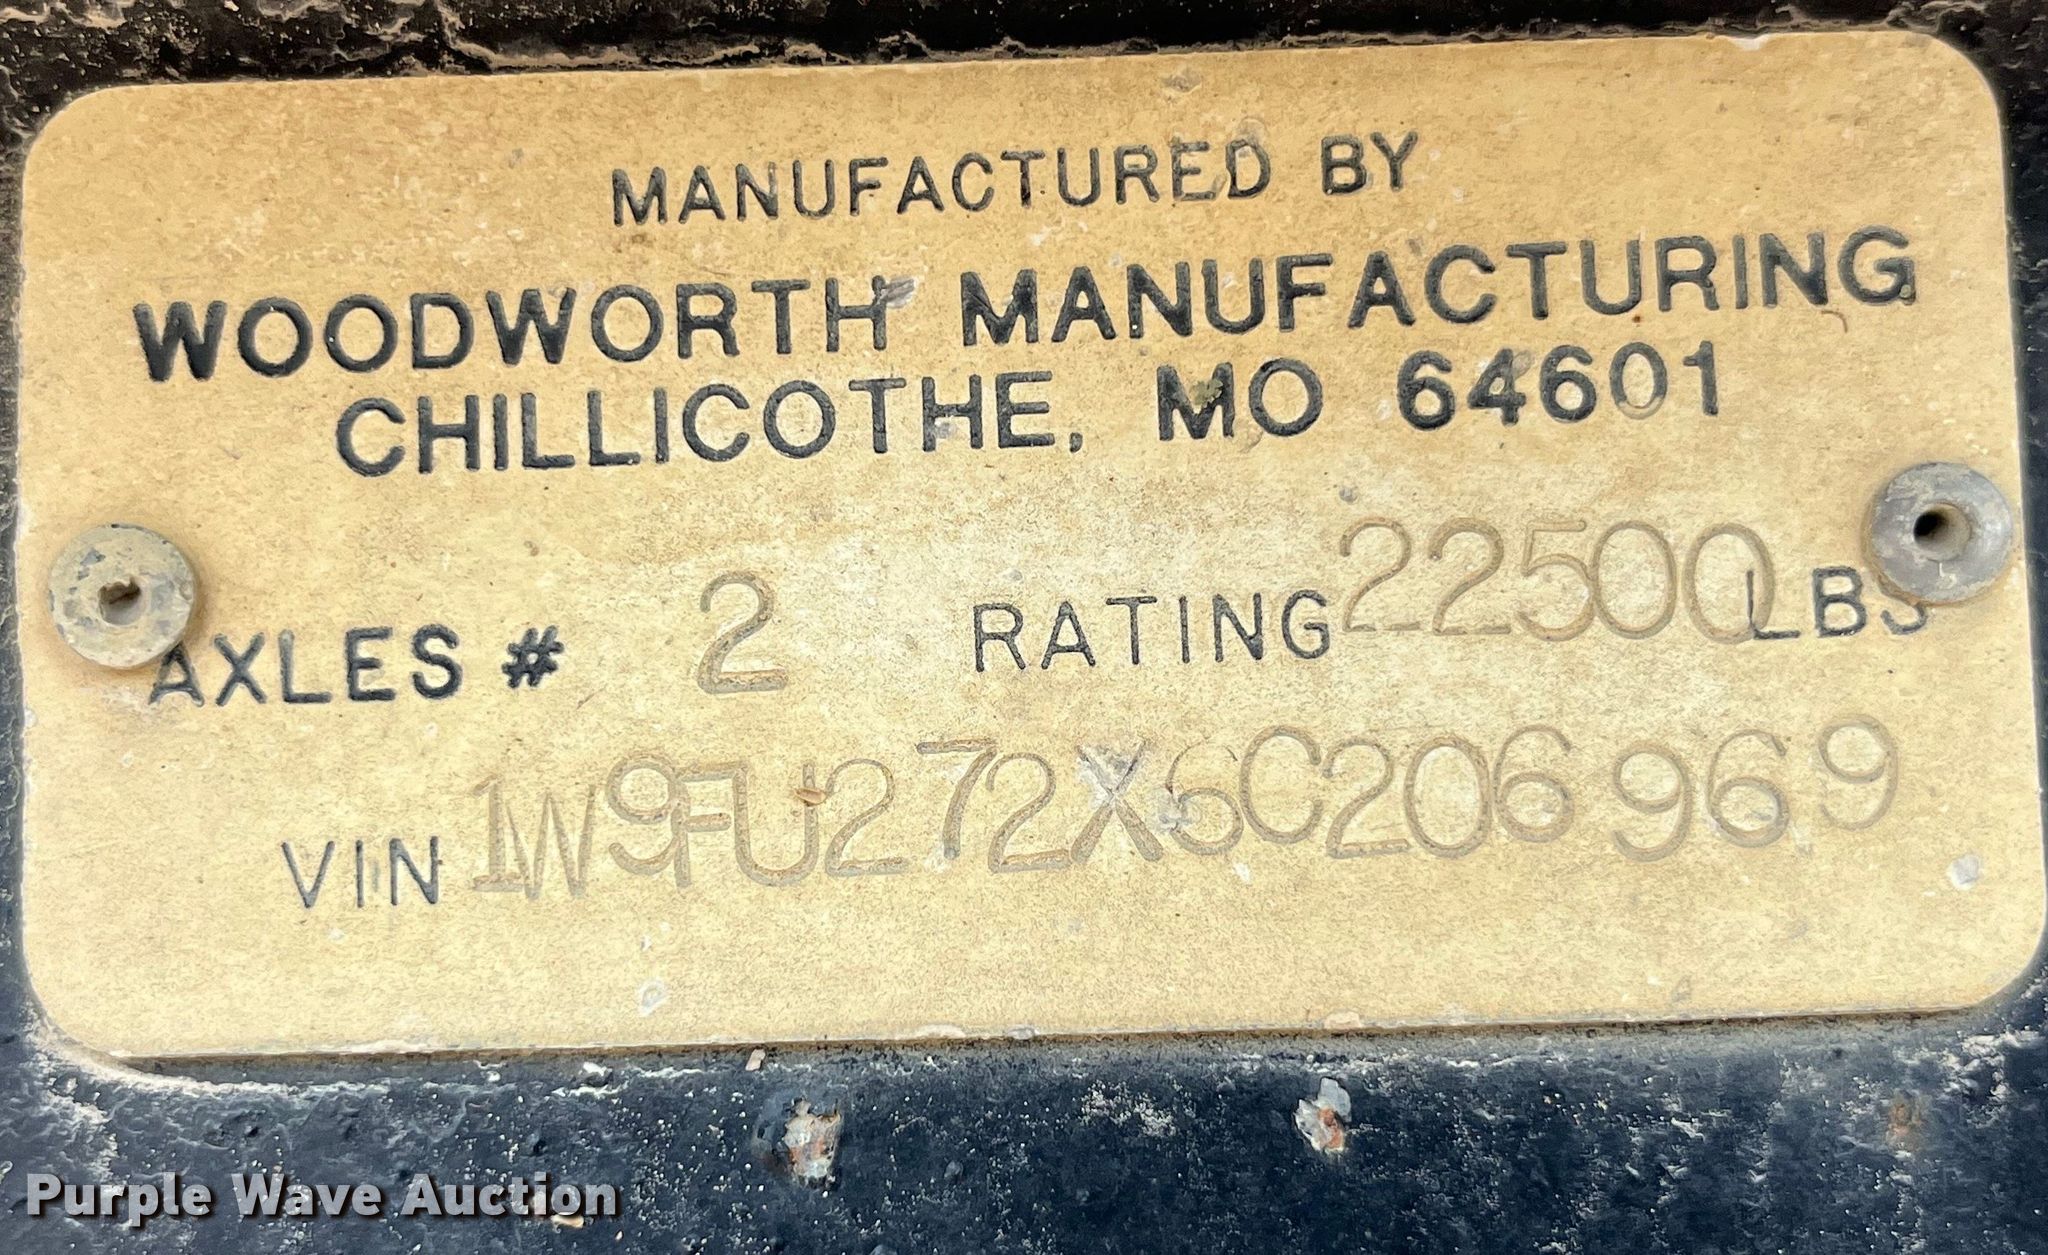 MANUFACTURED BY
WOODWORTH MANUFACTURING
CHILLICOTHE, MO 64601
AXLES # 2 RATING 22500 LBS
VIN 1W9FU272X6C206969
Purple Wave Auction